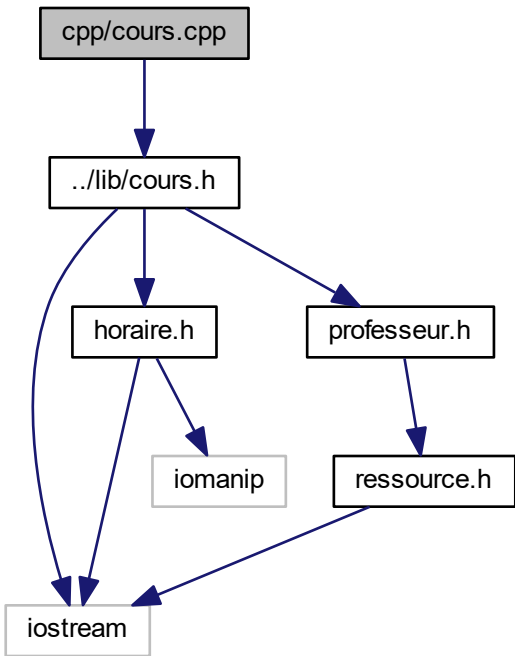 cpp/cours.cpp
../lib/cours.h
horaire.h
professeur.h
iomanip
ressource.h
iostream